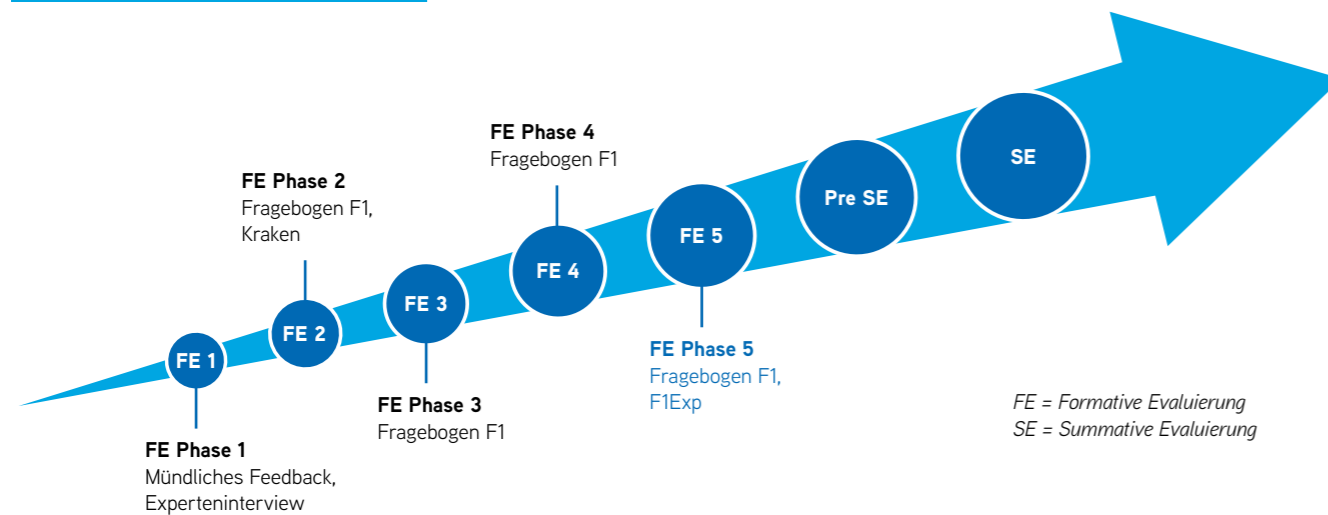 FE Phase 4
Fragebogen F1
FE Phase 2
Fragebogen F1,
Kraken
SE
Pre SE
FE 5
FE 4
FE 3
FE 2
FE 1
FE Phase 5
Fragebogen F1,
F1Exp
FE Phase 3
Fragebogen F1
FE Phase 1
Mündliches Feedback,
Experteninterview
FE = Formative Evaluierung
SE = Summative Evaluierung